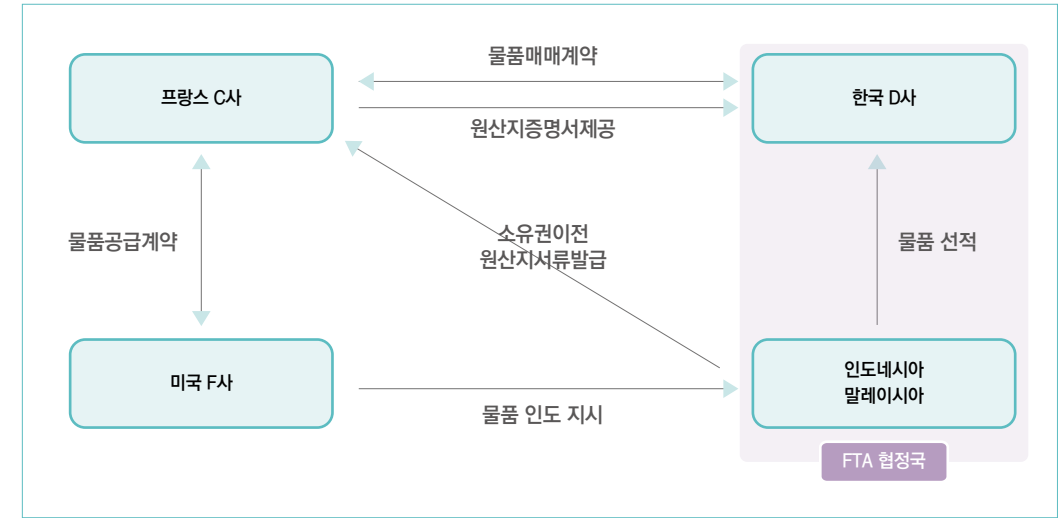 물품매매계약
프랑스 C사
한국 D사
원산지증명서제공
물품공급계약
소유권이전
원산지서류발급
물품 선적
미국 F사
인도네시아
말레이시아
물품 인도 지시
FTA 협정국